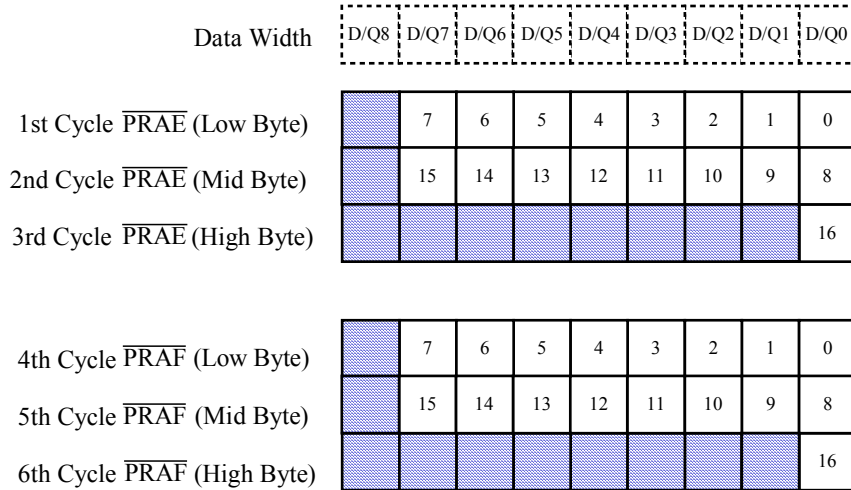 Data Width D/Q8 D/Q7 D/Q6 D/Q5 D/Q4 D/Q3 D/Q2 D/Q1 D/Q0
1st Cycle PRAE (Low Byte) 7 6 5 4 3 2 1 0
2nd Cycle PRAE (Mid Byte) 15 14 13 12 11 10 9 8
3rd Cycle PRAE (High Byte) 16
4th Cycle PRAF (Low Byte) 7 6 5 4 3 2 1 0
5th Cycle PRAF (Mid Byte) 15 14 13 12 11 10 9 8
6th Cycle PRAF (High Byte) 16